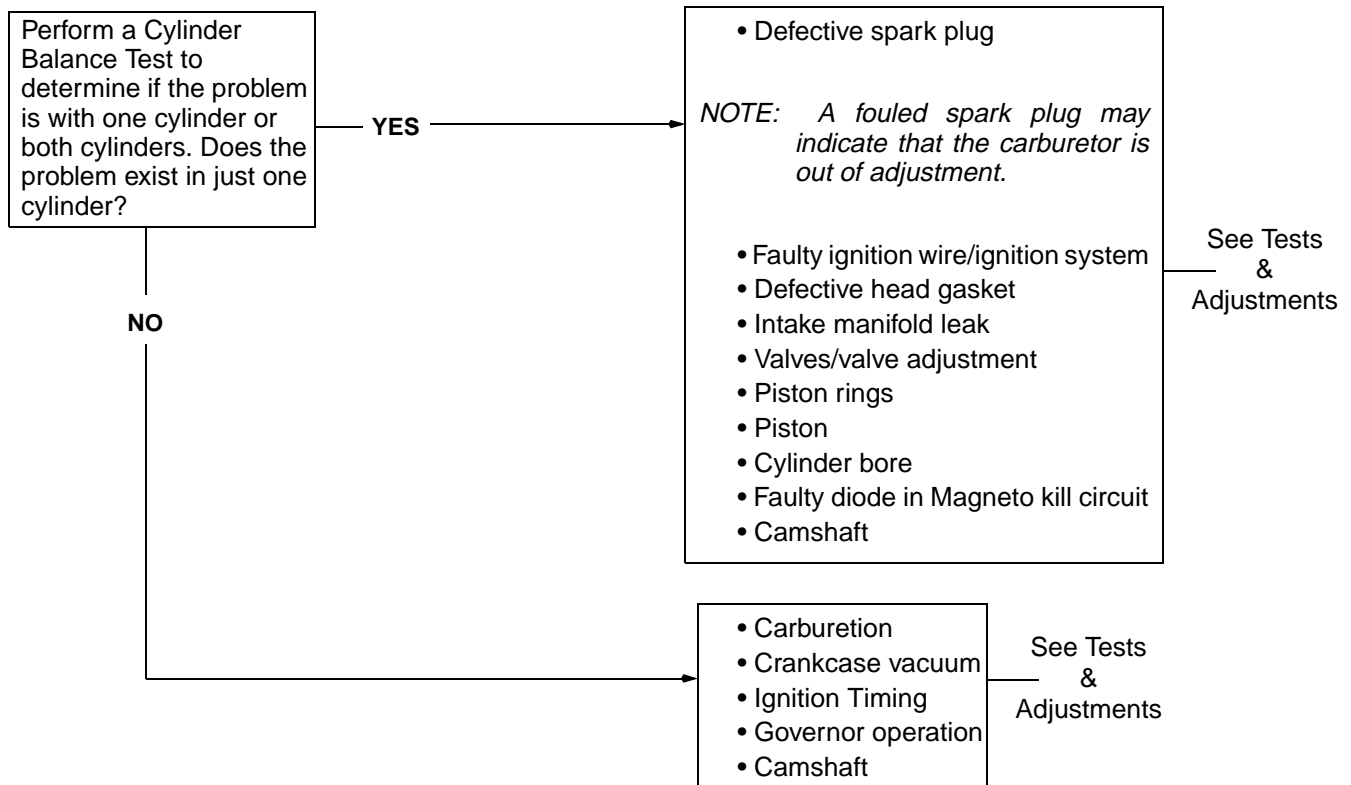 Perform a Cylinder
Balance Test to
determine if the problem
is with one cylinder or
both cylinders. Does the
problem exist in just one
cylinder?
YES
• Defective spark plug
NOTE: A fouled spark plug may
indicate that the carburetor is
out of adjustment.
• Faulty ignition wire/ignition system
• Defective head gasket
• Intake manifold leak
• Valves/valve adjustment
• Piston rings
• Piston
• Cylinder bore
• Faulty diode in Magneto kill circuit
• Camshaft
See Tests
&
Adjustments
NO
• Carburetion
• Crankcase vacuum
• Ignition Timing
• Governor operation
• Camshaft
See Tests
&
Adjustments